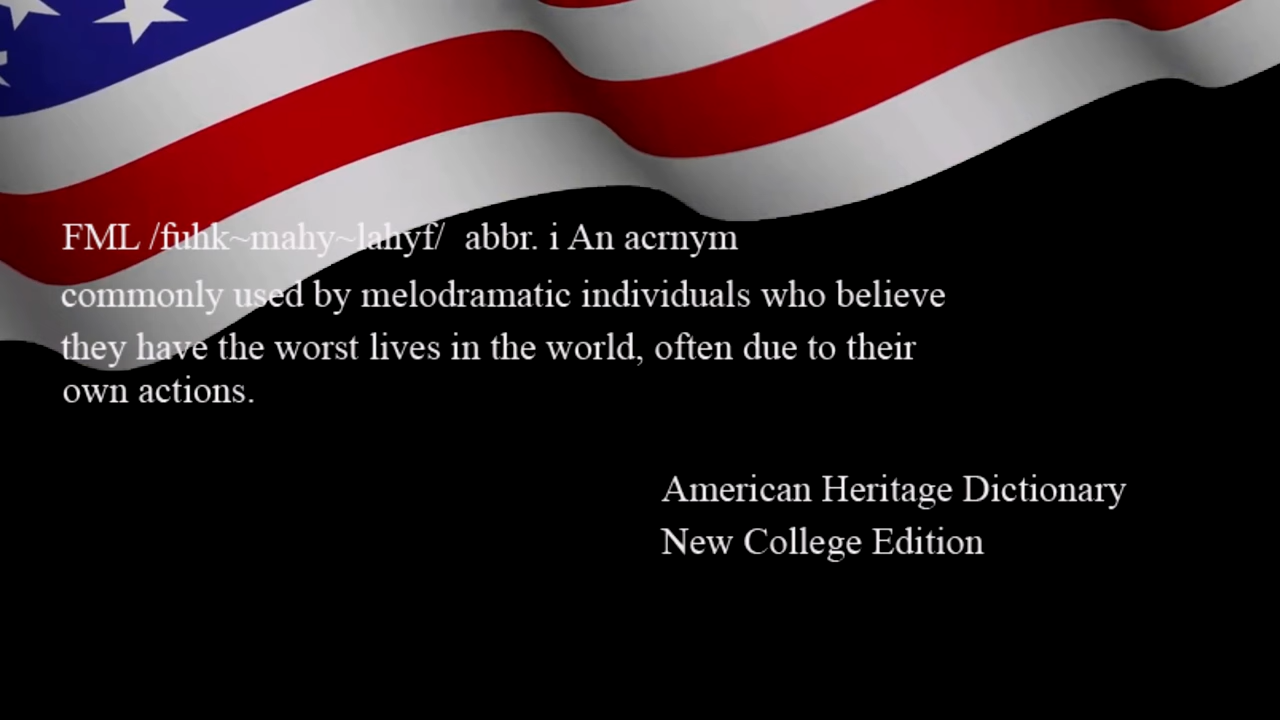 FML /fuhk~mahy~lahyf/ abbr. i An acrnym
commonly used by melodramatic individuals who believe
they have the worst lives in the world, often due to their
own actions.
American Heritage Dictionary
New College Edition